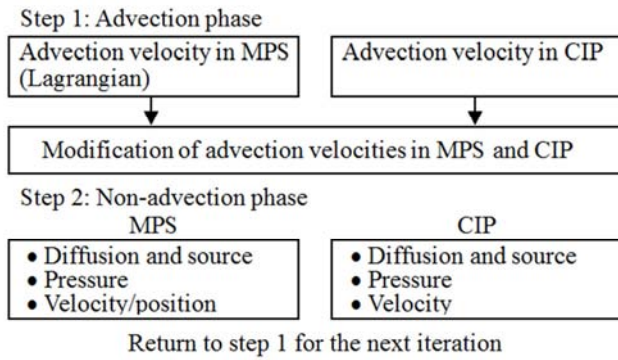 Step 1: Advection phase
Advection velocity in MPS
(Lagrangian)
Advection velocity in CIP
Modification of advection velocities in MPS and CIP
Step 2: Non-advection phase
MPS
• Diffusion and source
• Pressure
• Velocity/position
CIP
• Diffusion and source
• Pressure
• Velocity
Return to step 1 for the next iteration